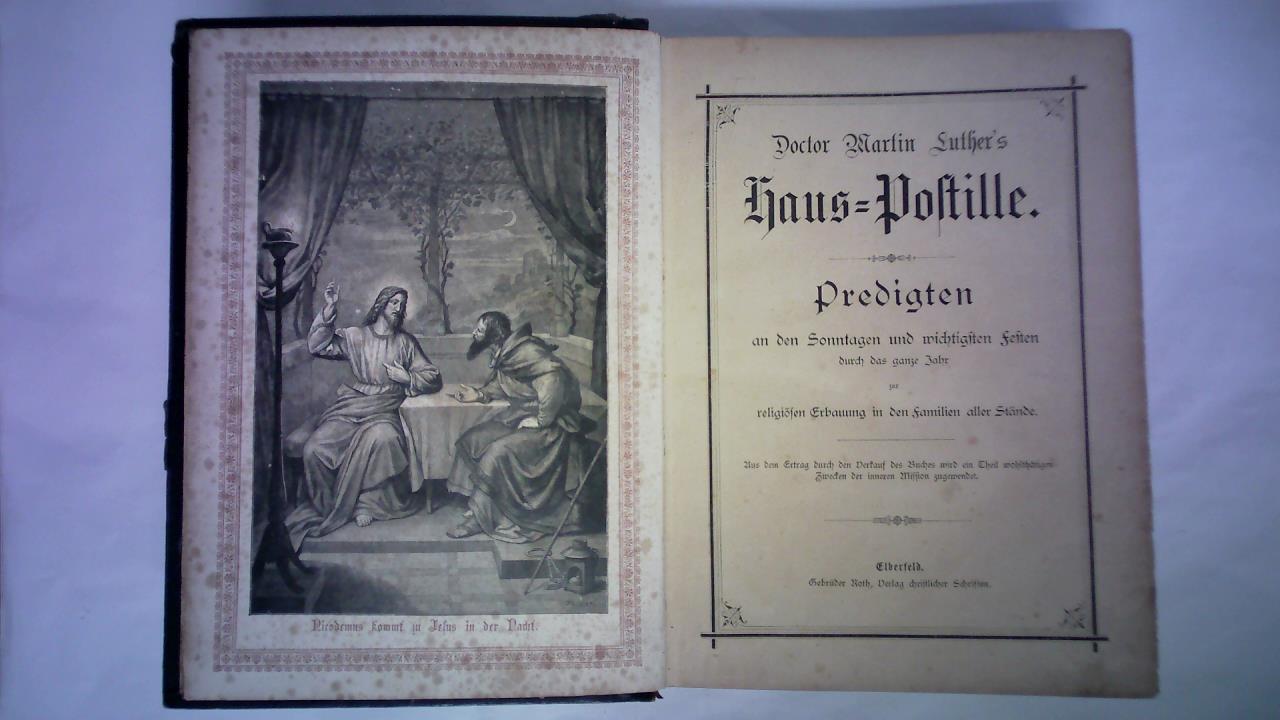 Nicodemus kommt zu Jesus in der Nacht.
Doctor Martin Luther's
Haus-Postille.
Predigten
an den Sonntagen und wichtigsten Festen
durch das ganze Jahr
zur
religiösen Erbauung in den Familien aller Stände.
Aus dem Ertrag durch den Verkauf des Buches wird ein Theil wohlthätigen
Zwecken der inneren Mission zugewendet.
Elberfeld.
Gebrüder Roth, Verlag christlicher Schriften.